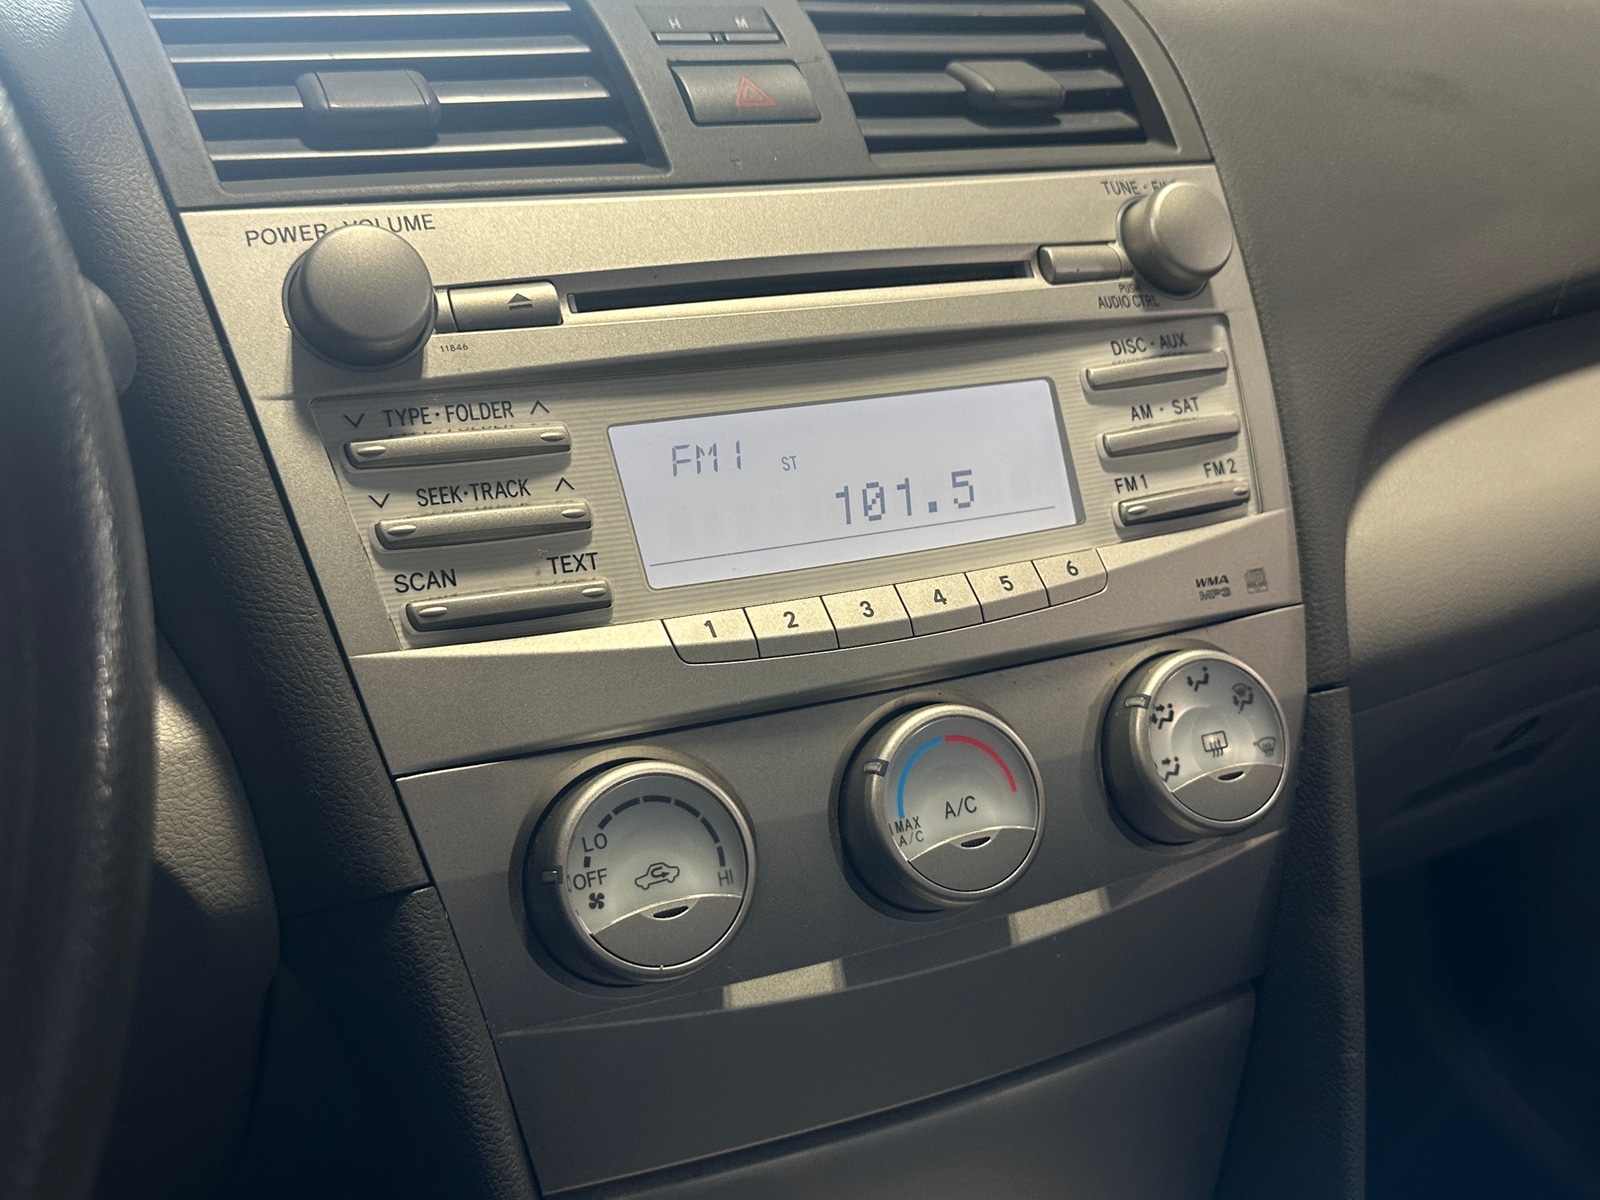 H M
POWER · VOLUME
TUNE ·
PUSH
AUDIO CTRL
11846
DISC · AUX
TYPE · FOLDER
AM · SAT
SEEK · TRACK
FM1 FM2
SCAN TEXT
FM1 ST
101.5
1 2 3 4 5 6
WMA
MP3
LO
OFF HI
A/C
MAX
A/C